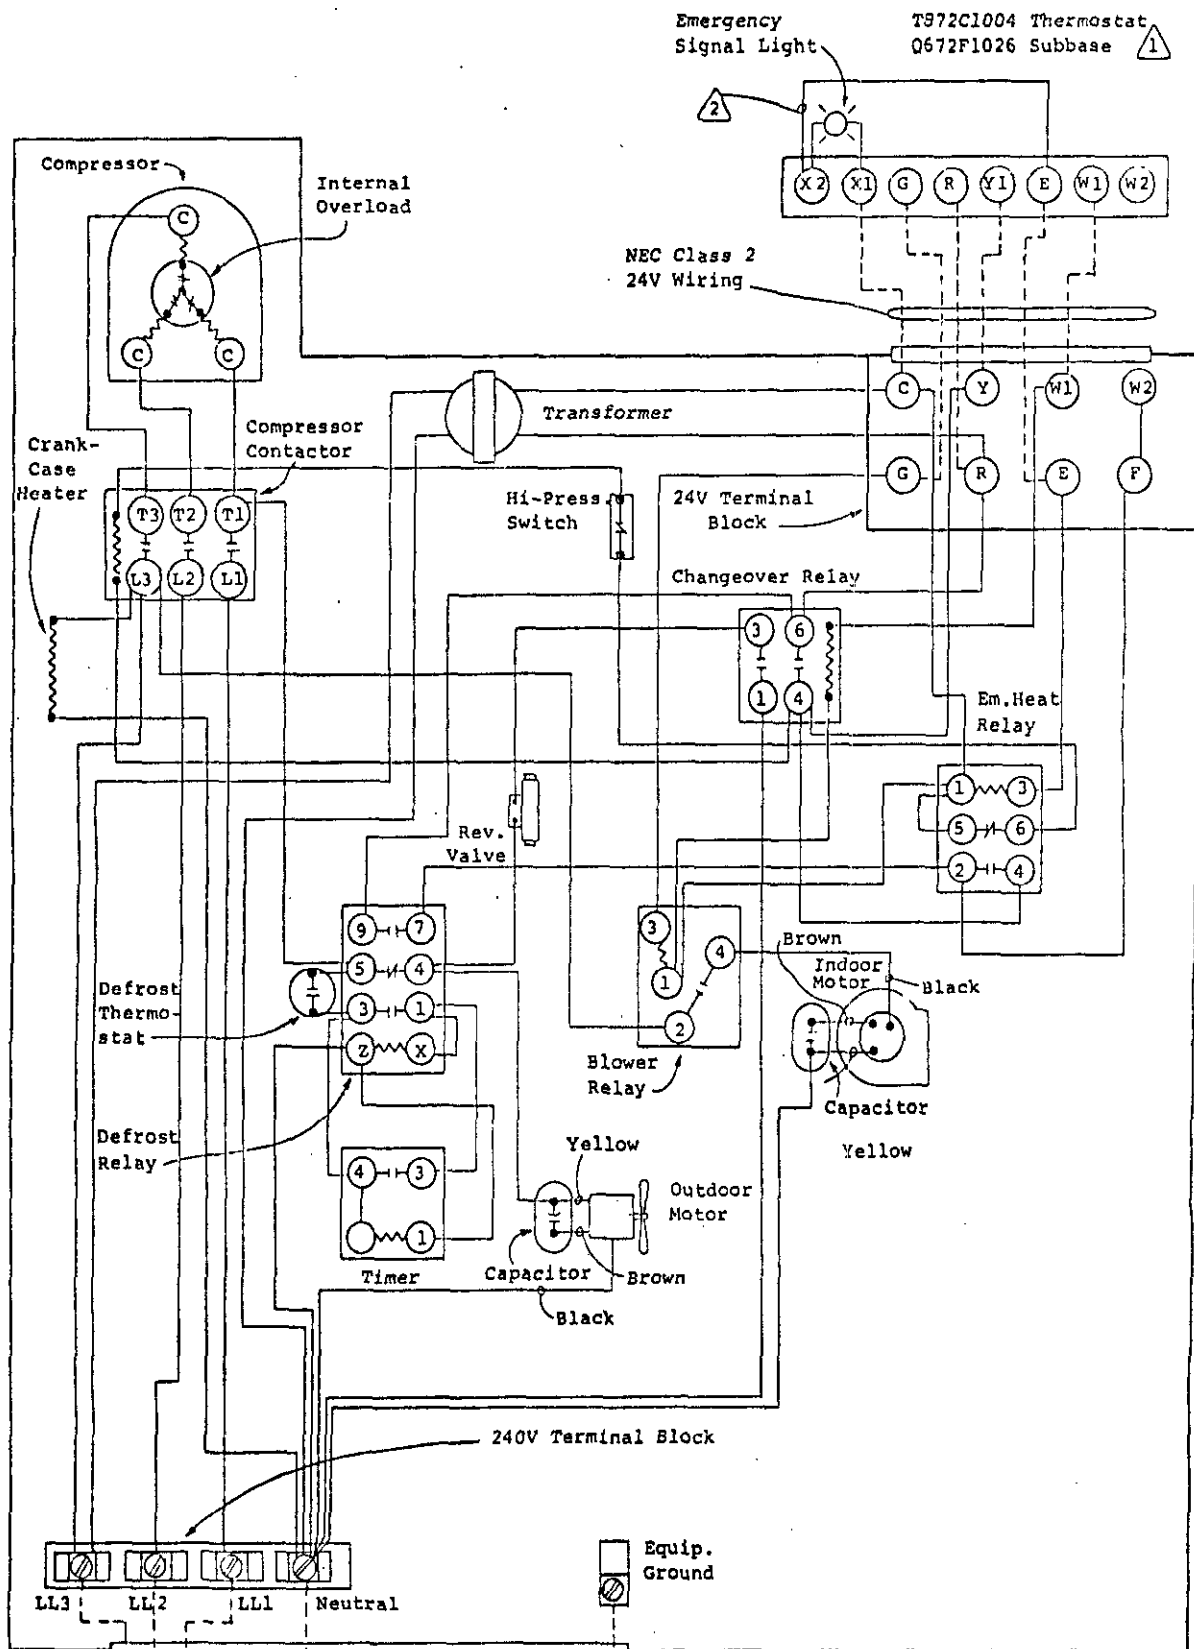 Emergency
Signal Light
T972C1004 Thermostat
Q672F1026 Subbase
1
2
X2 X1 G R Y1 E W1 W2
Compressor
C
Internal
Overload
C C
NEC Class 2
24V Wiring
C Y W1 W2
Transformer
Compressor
Contactor
Crank-
Case
Heater
T3 T2 T1
L3 L2 L1
Hi-Press
Switch
24V Terminal
Block
G R E F
Changeover Relay
3 6
1 4
Em.Heat
Relay
1 3
5 6
2 4
Rev.
Valve
9 7
5 4
3 1
Z X
Defrost
Thermo-
stat
3
4
1
2
Blower
Relay
Brown
Indoor
Motor
Black
Capacitor
Yellow
Defrost
Relay
4 3
1
Timer
Yellow
Outdoor
Motor
Capacitor
Brown
Black
240V Terminal Block
LL3 LL2 LL1 Neutral
Equip.
Ground